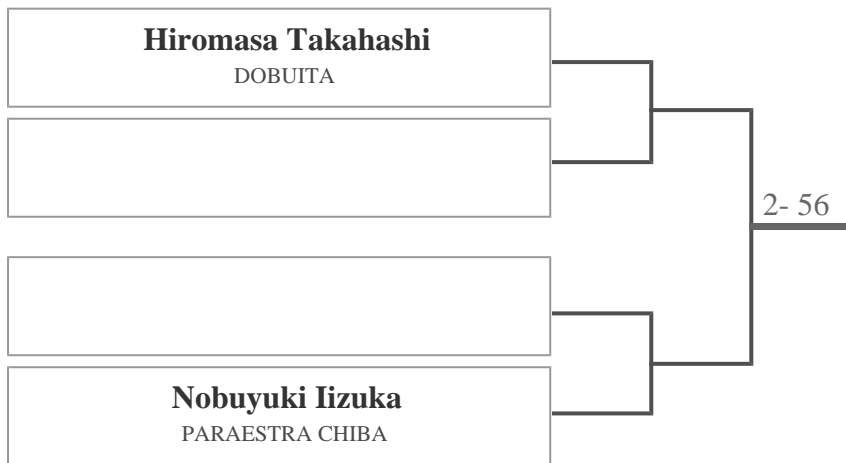 Hiromasa Takahashi
DOBUITA
2- 56
Nobuyuki Iizuka
PARAESTRA CHIBA